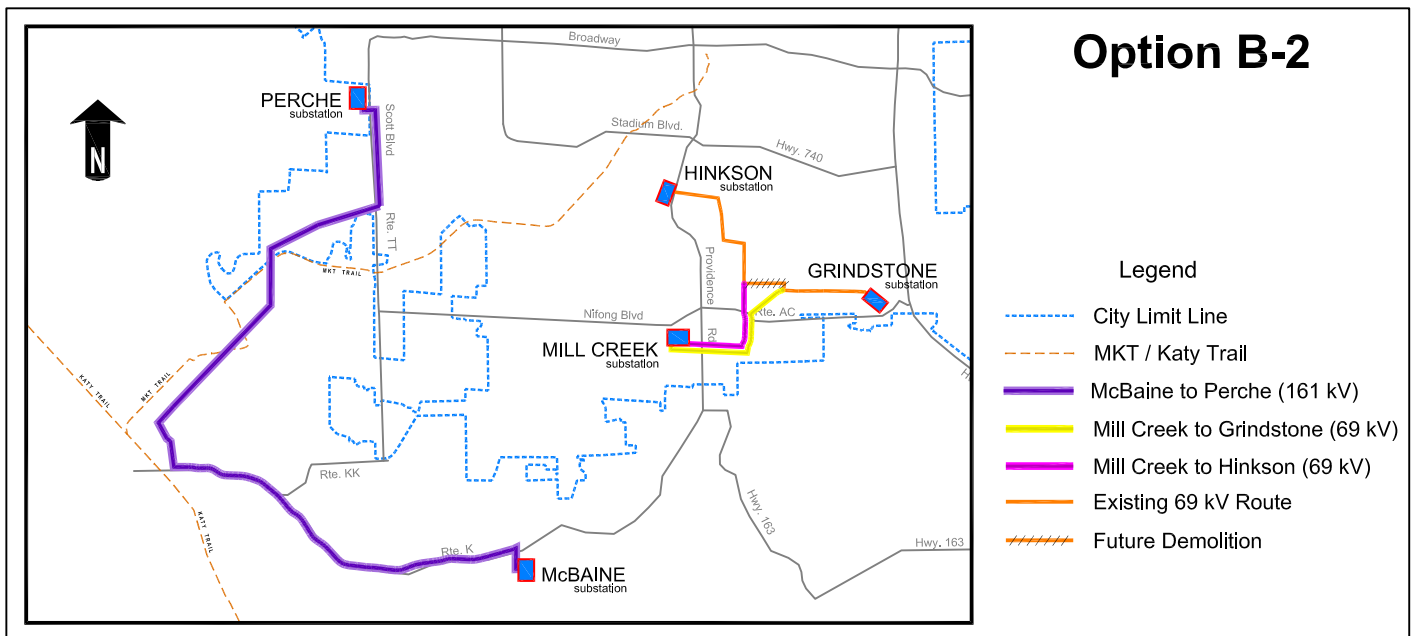 Option B-2
Broadway
PERCHE
substation
Scott Blvd
Stadium Blvd.
Hwy. 740
N
HINKSON
substation
Rte. TT
MKT TRAIL
Providence
Rd
GRINDSTONE
substation
Nifong Blvd
Rte. AC
MILL CREEK
substation
MKT TRAIL
KATY TRAIL
Rte. KK
KATY TRAIL
Rte. K
McBAINE
substation
Hwy. 163
Hwy. 163
H
Legend
City Limit Line
MKT / Katy Trail
McBaine to Perche (161 kV)
Mill Creek to Grindstone (69 kV)
Mill Creek to Hinkson (69 kV)
Existing 69 kV Route
Future Demolition